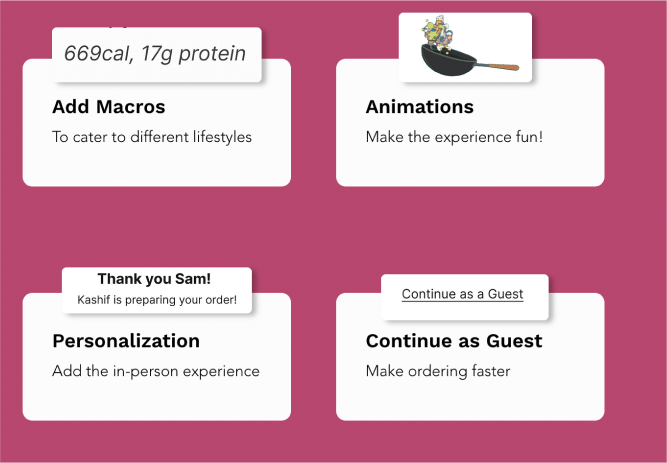 669cal, 17g protein
Add Macros
To cater to different lifestyles
Animations
Make the experience fun!
Thank you Sam!
Kashif is preparing your order!
Personalization
Add the in-person experience
Continue as a Guest
Continue as Guest
Make ordering faster